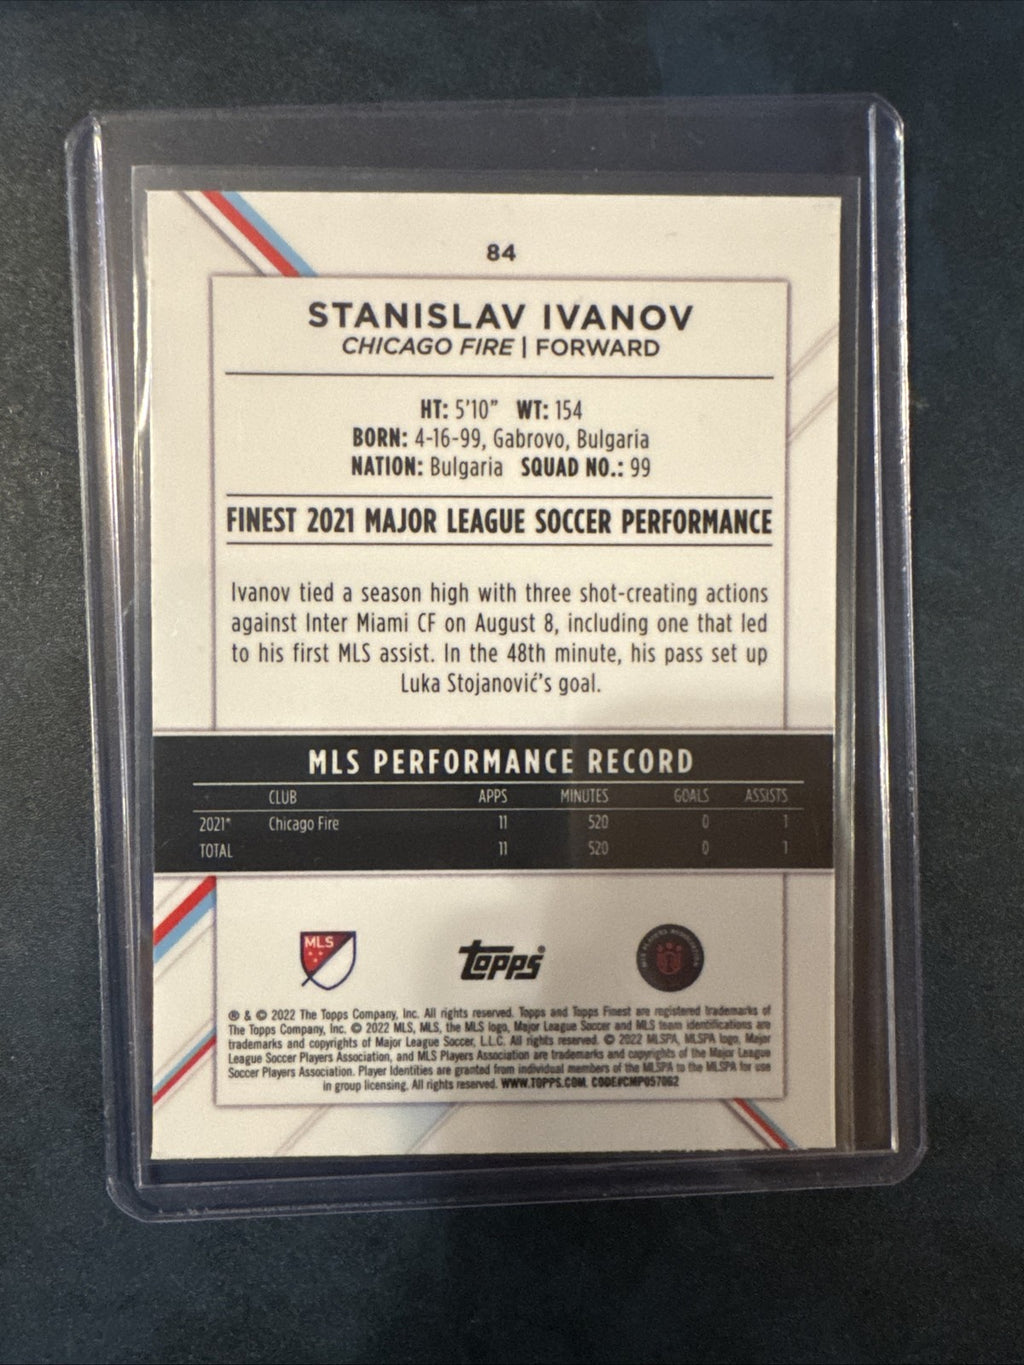 84
STANISLAV IVANOV
CHICAGO FIRE | FORWARD
HT: 5'10" WT: 154
BORN: 4-16-99, Gabrovo, Bulgaria
NATION: Bulgaria SQUAD NO.: 99
FINEST 2021 MAJOR LEAGUE SOCCER PERFORMANCE
Ivanov tied a season high with three shot-creating actions
against Inter Miami CF on August 8, including one that led
to his first MLS assist. In the 48th minute, his pass set up
Luka Stojanović's goal.
MLS PERFORMANCE RECORD
CLUB APPS MINUTES GOALS ASSISTS
2021* Chicago Fire 11 520 0 1
TOTAL 11 520 0 1
MLS
topps®
MLS PLAYERS ASSOCIATION
® & © 2022 The Topps Company, Inc. All rights reserved. Topps and Topps Finest are registered trademarks of
The Topps Company, Inc. © 2022 MLS, MLS, the MLS logo, Major League Soccer and MLS team identifications are
trademarks and copyrights of Major League Soccer, L.L.C. All rights reserved. © 2022 MLSPA, MLSPA logo, Major
League Soccer Players Association, and MLS Players Association are trademarks and copyrights of the Major League
Soccer Players Association. Player Identities are granted from individual members of the MLSPA to the MLSPA for use
in group licensing. All rights reserved. WWW.TOPPS.COM. CODE#CMP057062